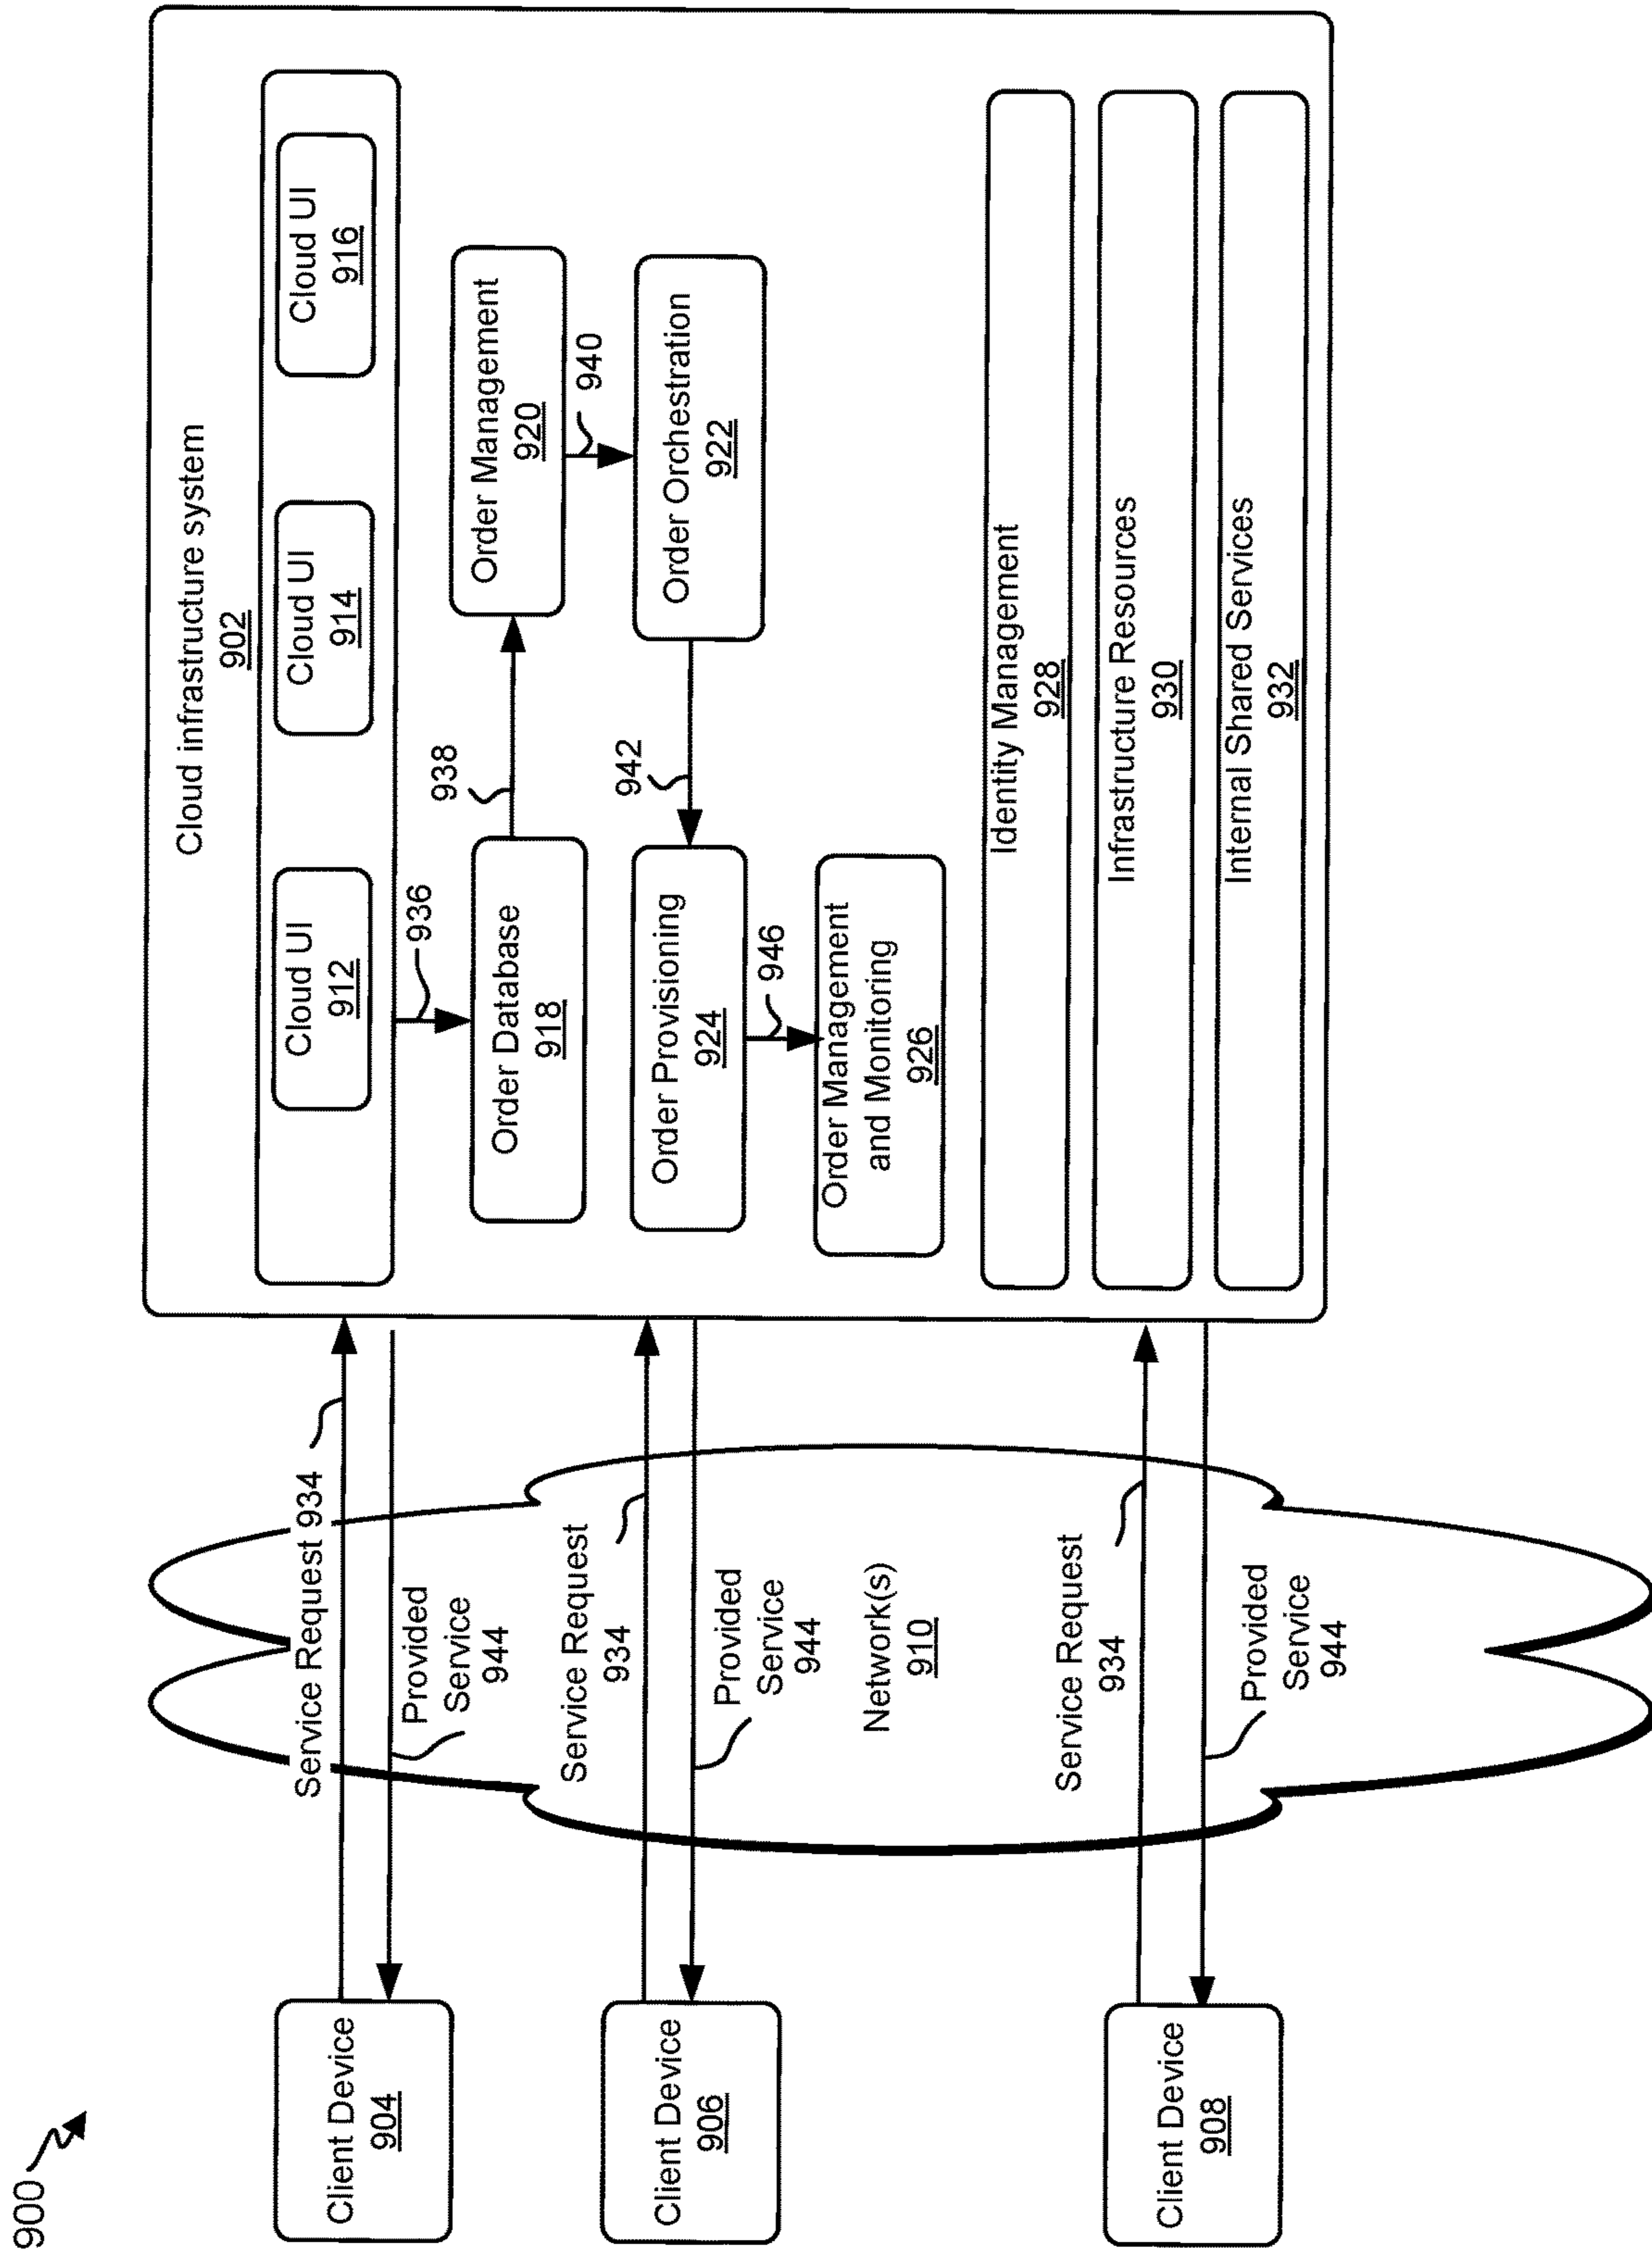 900
Client Device
904
Client Device
906
Client Device
908
Service Request 934
Provided
Service
944
Service Request
934
Provided
Service
944
Network(s)
910
Service Request
934
Provided
Service
944
Cloud infrastructure system
902
Cloud UI
912
Cloud UI
914
Cloud UI
916
936
Order Database
918
938
Order Management
920
940
Order Orchestration
922
942
Order Provisioning
924
946
Order Management
and Monitoring
926
Identity Management
928
Infrastructure Resources
930
Internal Shared Services
932